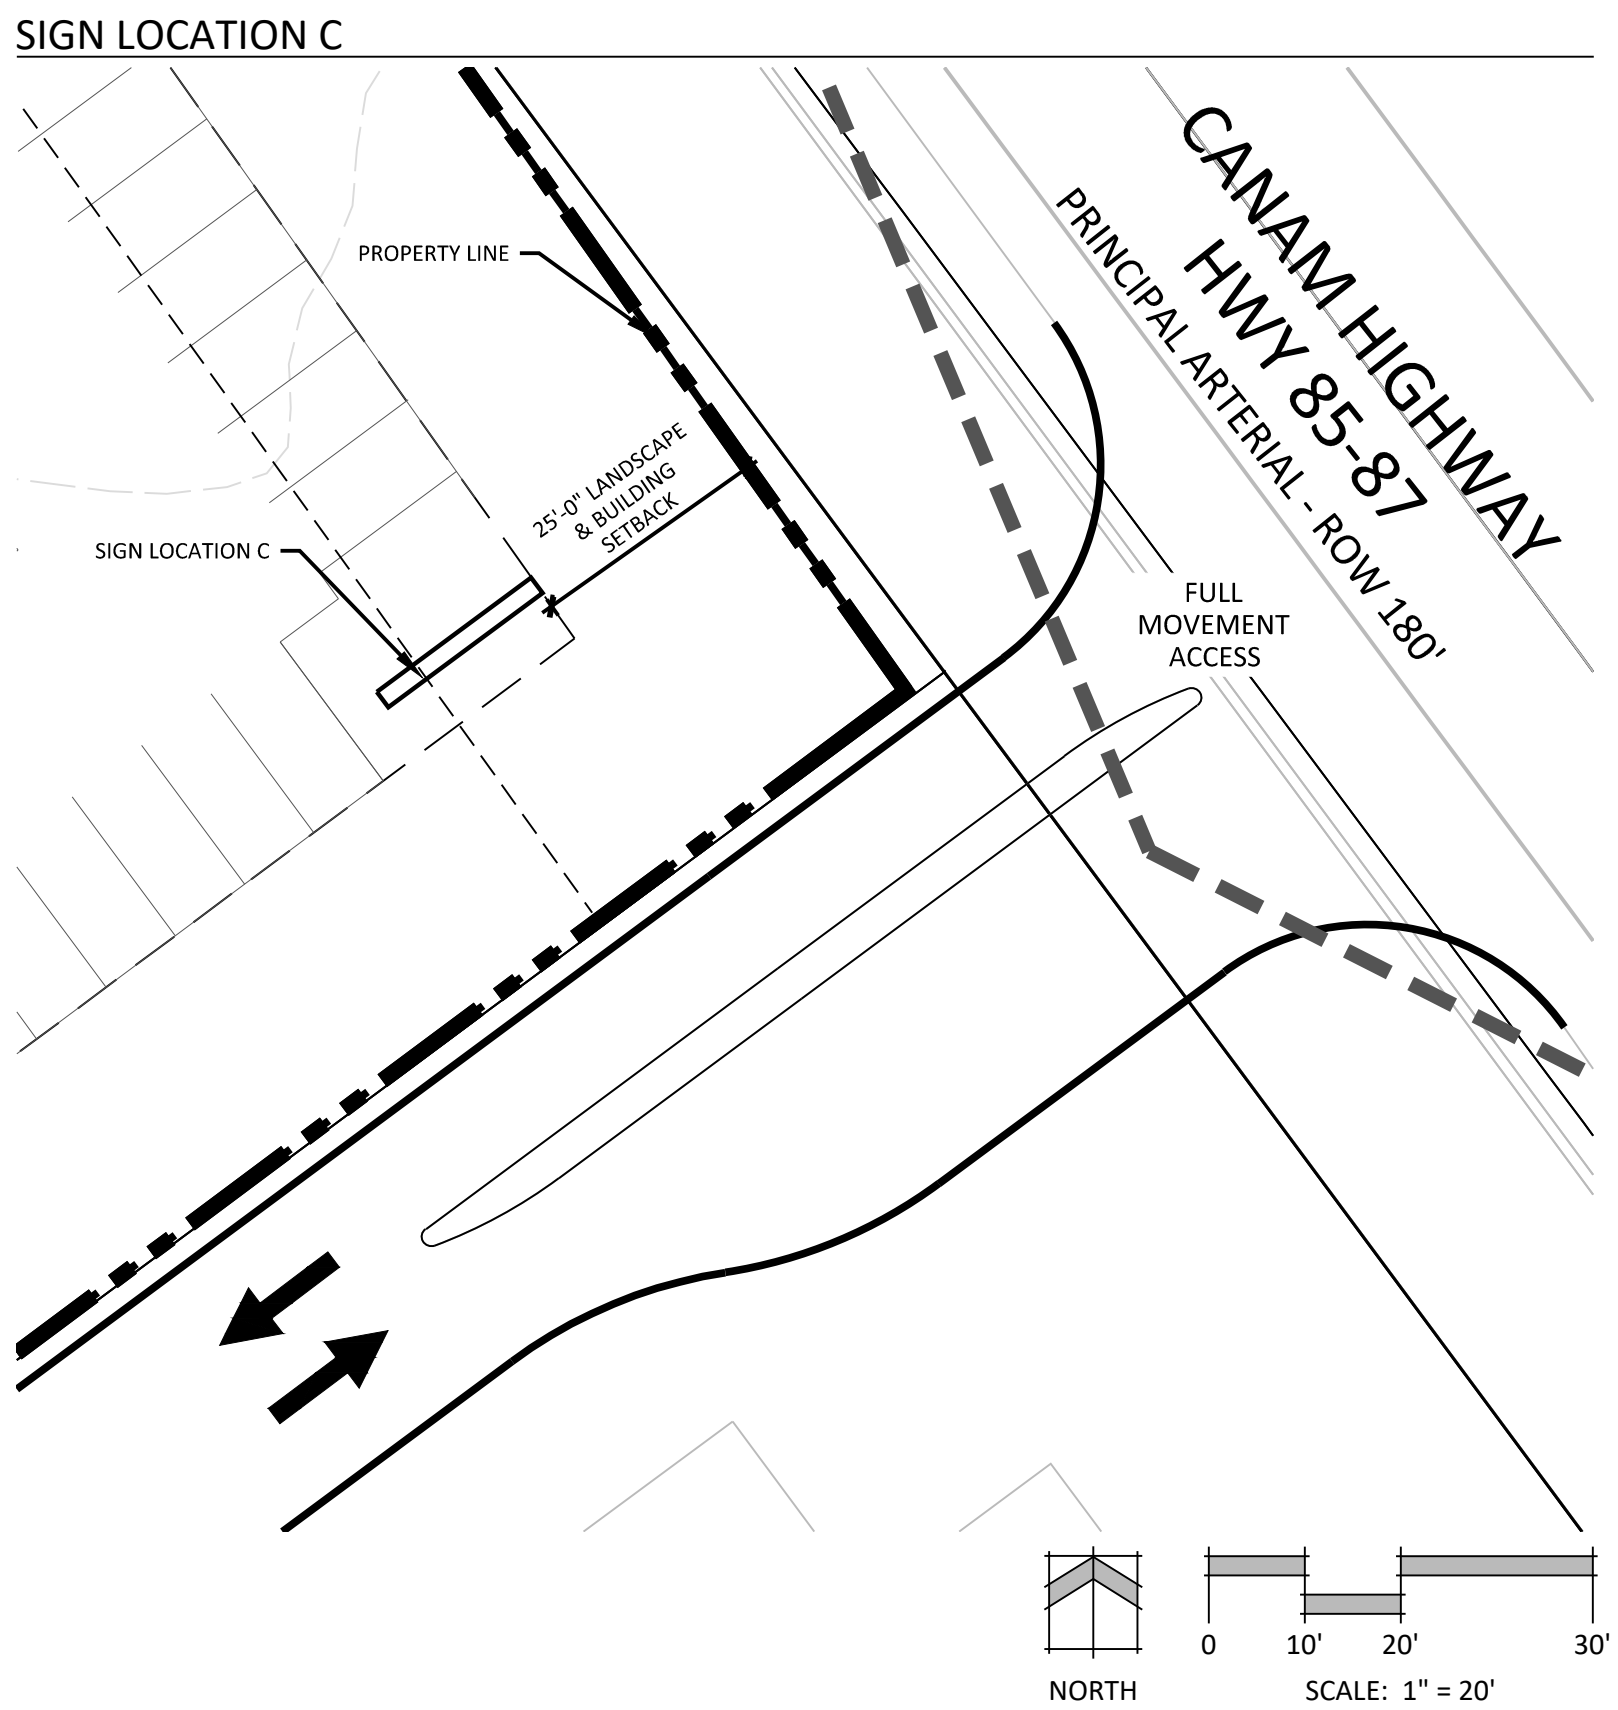 SIGN LOCATION C
CANAM HIGHWAY
HWY 85-87
PRINCIPAL ARTERIAL - ROW 180'
PROPERTY LINE
25'-0" LANDSCAPE
& BUILDING
SETBACK
SIGN LOCATION C
FULL
MOVEMENT
ACCESS
0 10' 20' 30'
NORTH
SCALE: 1" = 20'